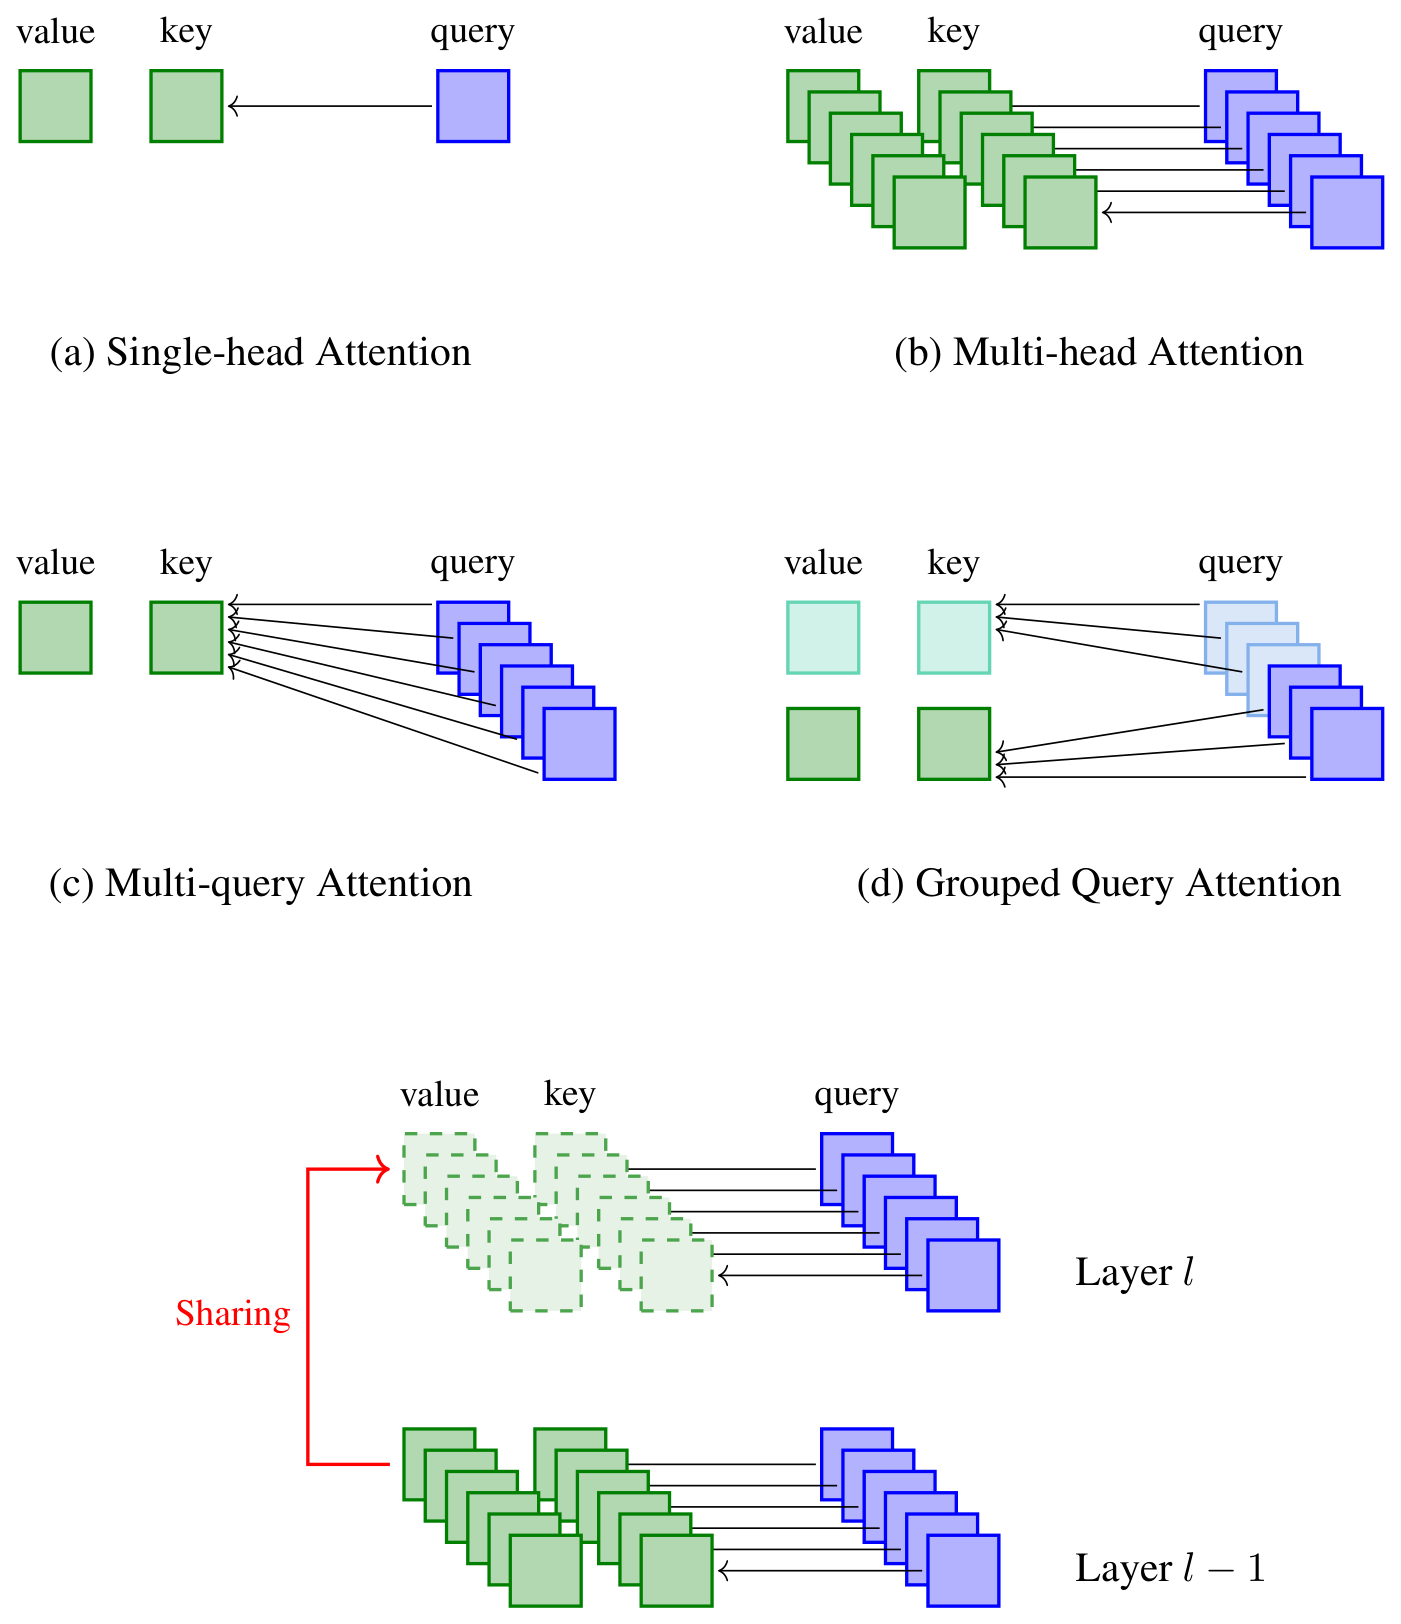 value key query
value key query
(a) Single-head Attention
(b) Multi-head Attention
value key query
value key query
(c) Multi-query Attention
(d) Grouped Query Attention
value key query
Layer l
Sharing
Layer l − 1